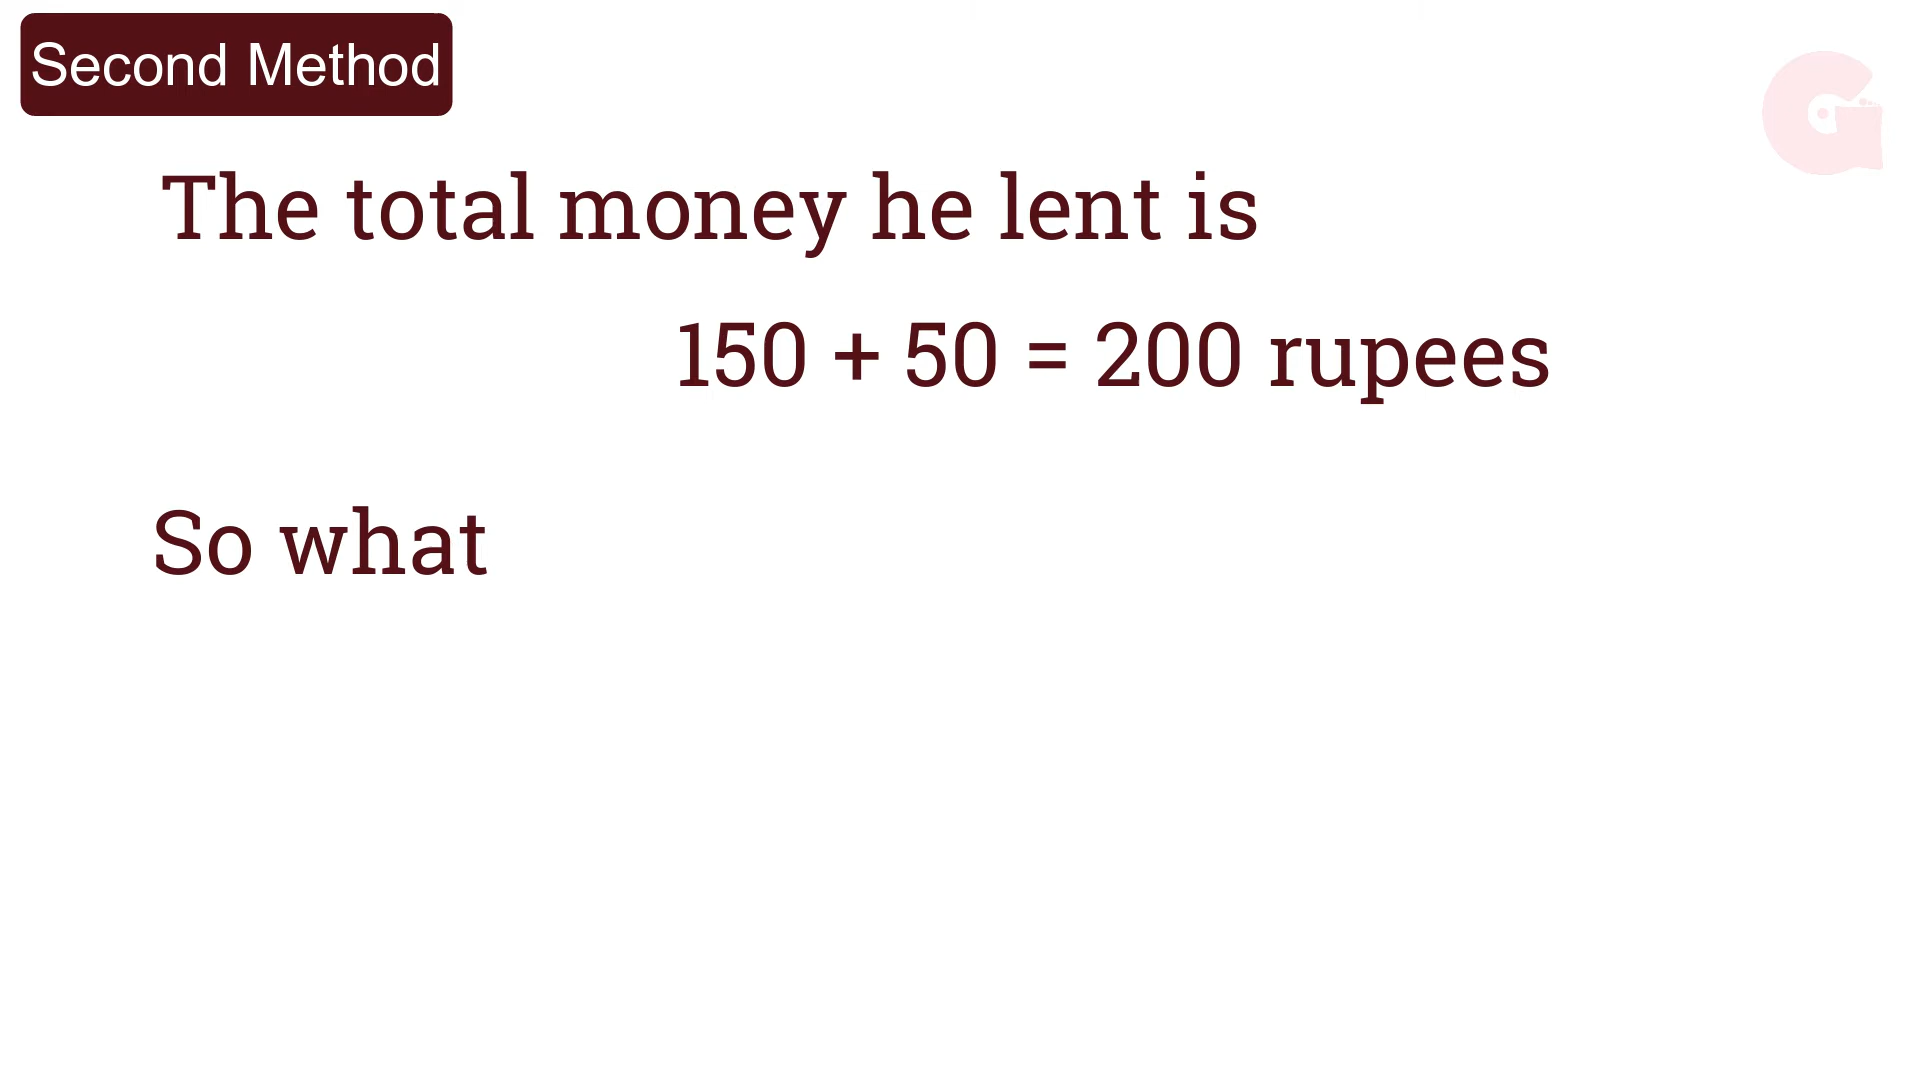 Second Method
The total money he lent is
150 + 50 = 200 rupees
So what